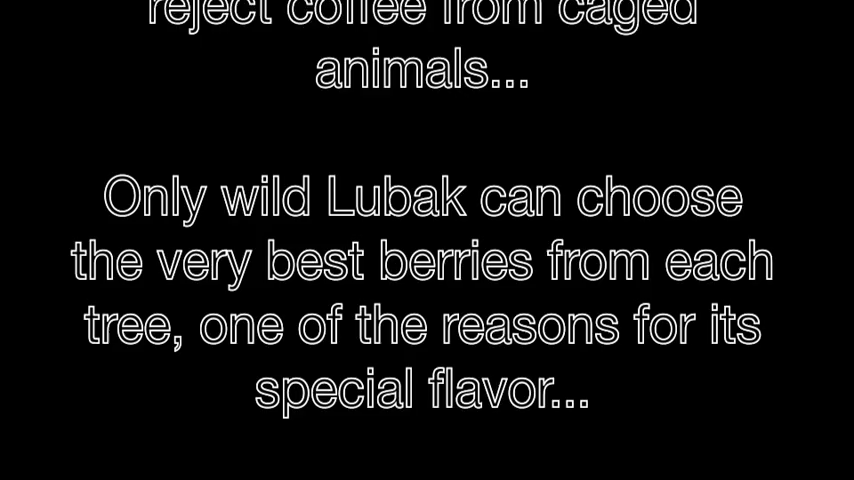 reject coffee from caged
animals...
Only wild Lubak can choose
the very best berries from each
tree, one of the reasons for its
special flavor...